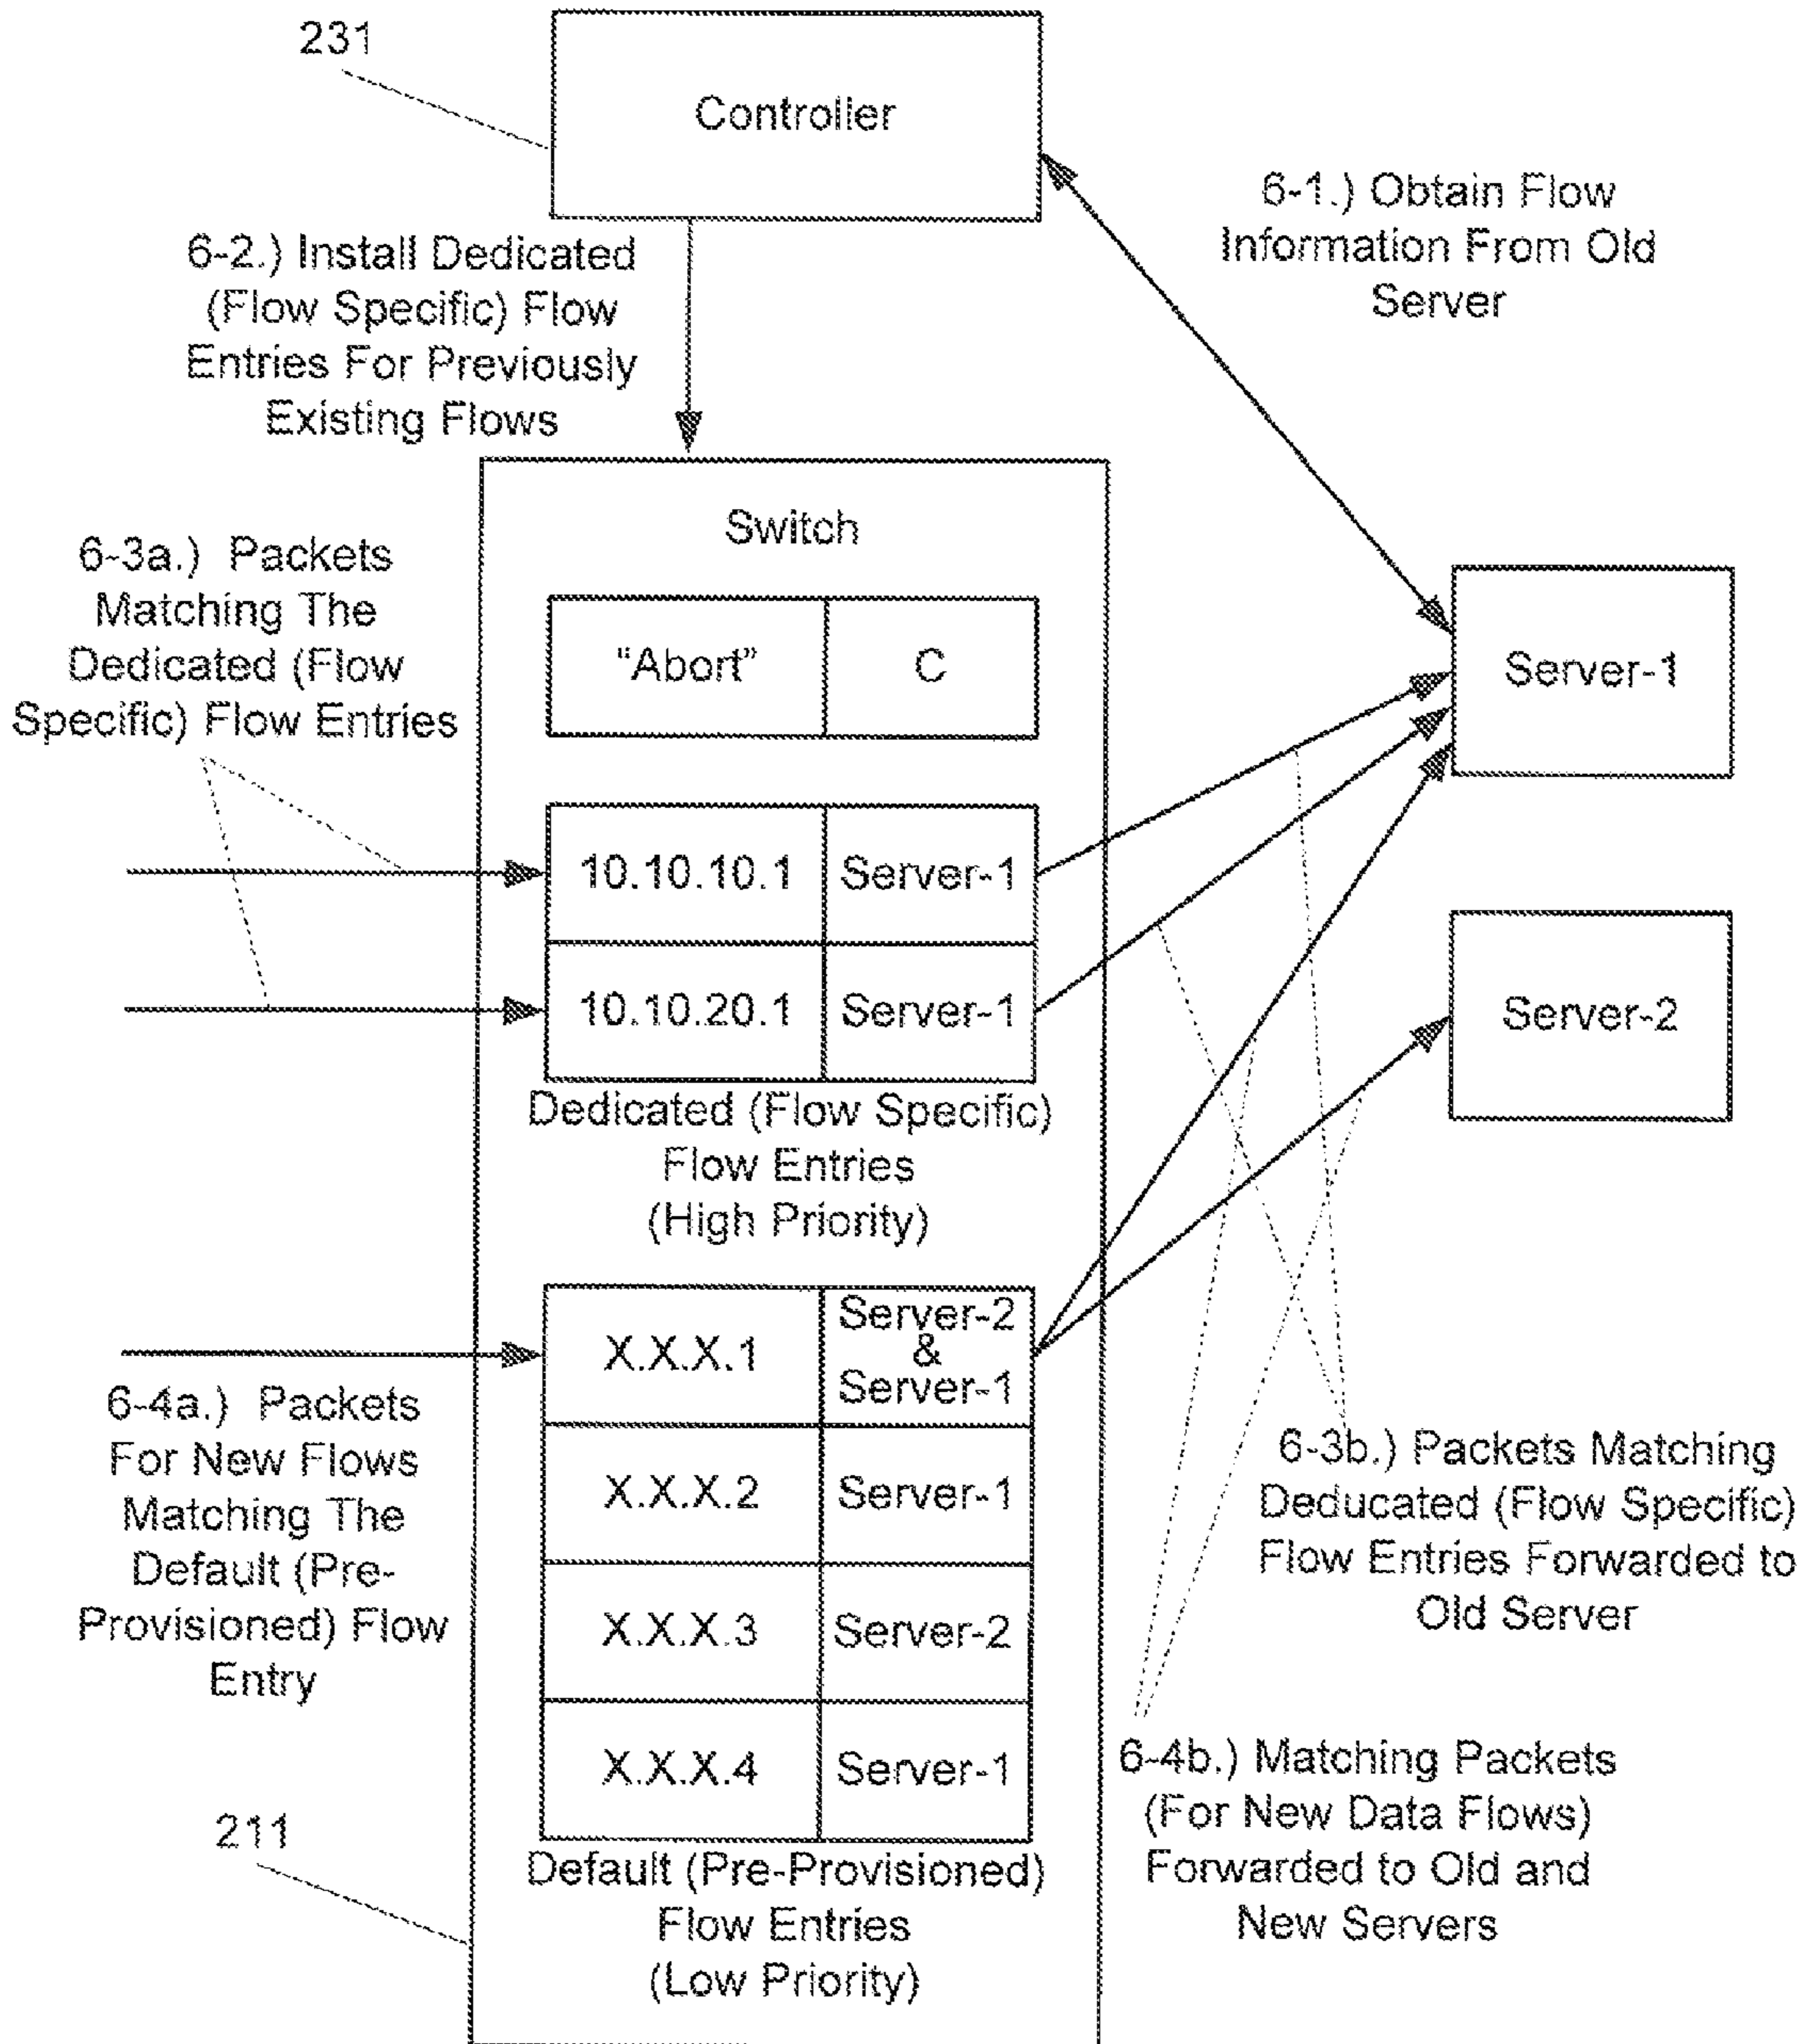 231
Controller
6-1.) Obtain Flow
Information From Old
Server
6-2.) Install Dedicated
(Flow Specific) Flow
Entries For Previously
Existing Flows
Switch
6-3a.) Packets
Matching The
Dedicated (Flow
Specific) Flow Entries
"Abort" C
Server-1
10.10.10.1 Server-1
10.10.20.1 Server-1
Server-2
Dedicated (Flow Specific)
Flow Entries
(High Priority)
X.X.X.1
Server-2
&
Server-1
6-4a.) Packets
For New Flows
Matching The
Default (Pre-
Provisioned) Flow
Entry
X.X.X.2 Server-1
X.X.X.3 Server-2
X.X.X.4 Server-1
6-3b.) Packets Matching
Deducated (Flow Specific)
Flow Entries Forwarded to
Old Server
6-4b.) Matching Packets
(For New Data Flows)
Forwarded to Old and
New Servers
211
Default (Pre-Provisioned)
Flow Entries
(Low Priority)